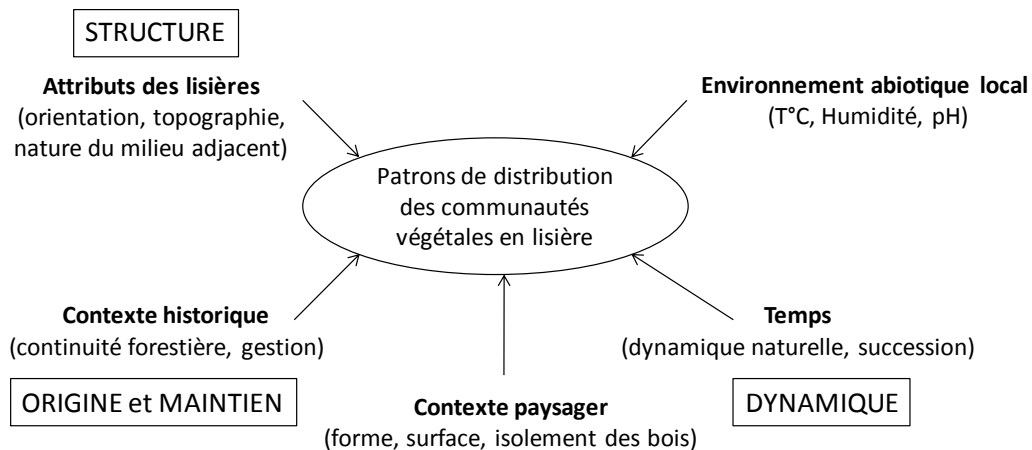 STRUCTURE
Attributs des lisières
(orientation, topographie,
nature du milieu adjacent)
Environnement abiotique local
(T°C, Humidité, pH)
Patrons de distribution
des communautés
végétales en lisière
Contexte historique
(continuité forestière, gestion)
ORIGINE et MAINTIEN
Contexte paysager
(forme, surface, isolement des bois)
Temps
(dynamique naturelle, succession)
DYNAMIQUE